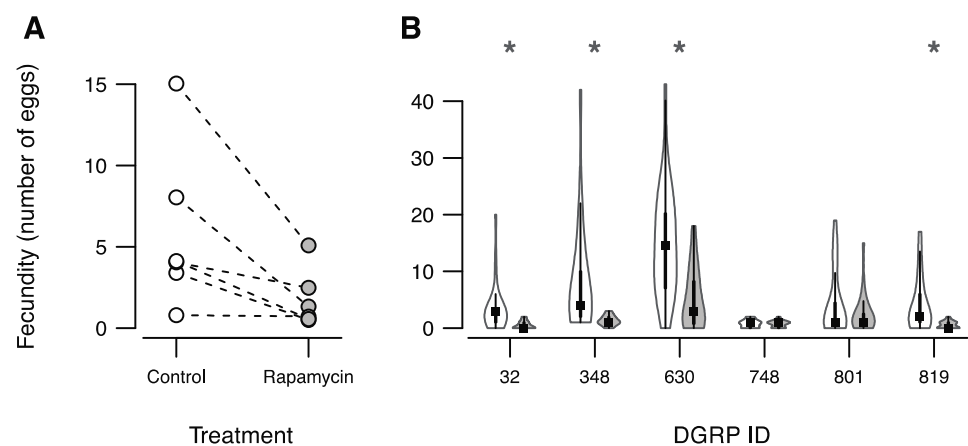 A
B
* * * *
Fecundity (number of eggs)
15
10
5
0
Control Rapamycin
Treatment
40
30
20
10
0
32 348 630 748 801 819
DGRP ID